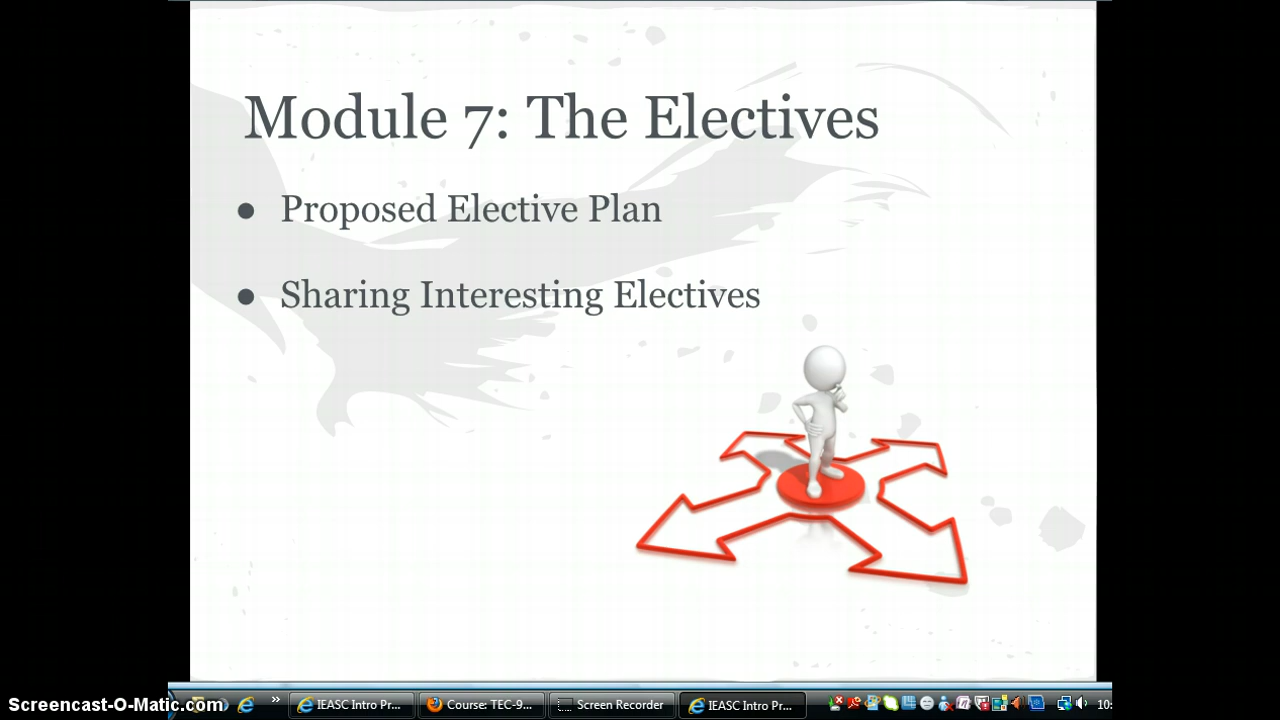 Module 7: The Electives
● Proposed Elective Plan
● Sharing Interesting Electives
Screencast-O-Matic.com
»
IEASC Intro Pr...
Course: TEC-9...
Screen Recorder
IEASC Intro Pr...
10: